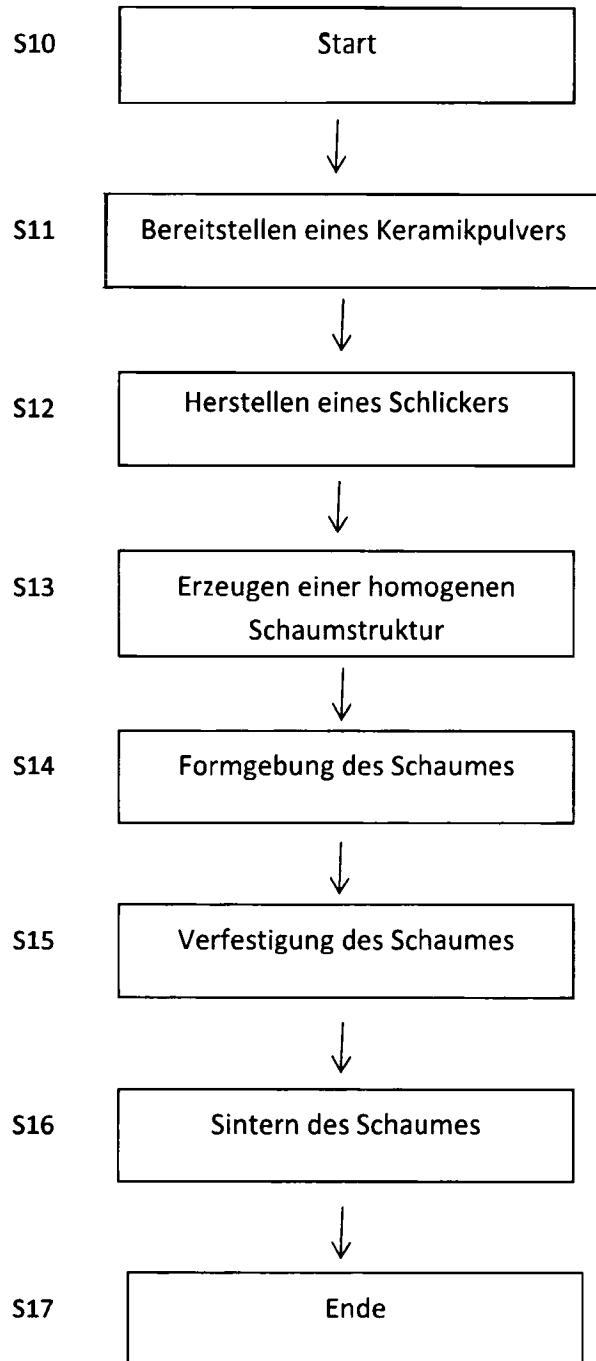 S10 Start
S11 Bereitstellen eines Keramikpulvers
S12 Herstellen eines Schlickers
S13 Erzeugen einer homogenen
Schaumstruktur
S14 Formgebung des Schaumes
S15 Verfestigung des Schaumes
S16 Sintern des Schaumes
S17 Ende